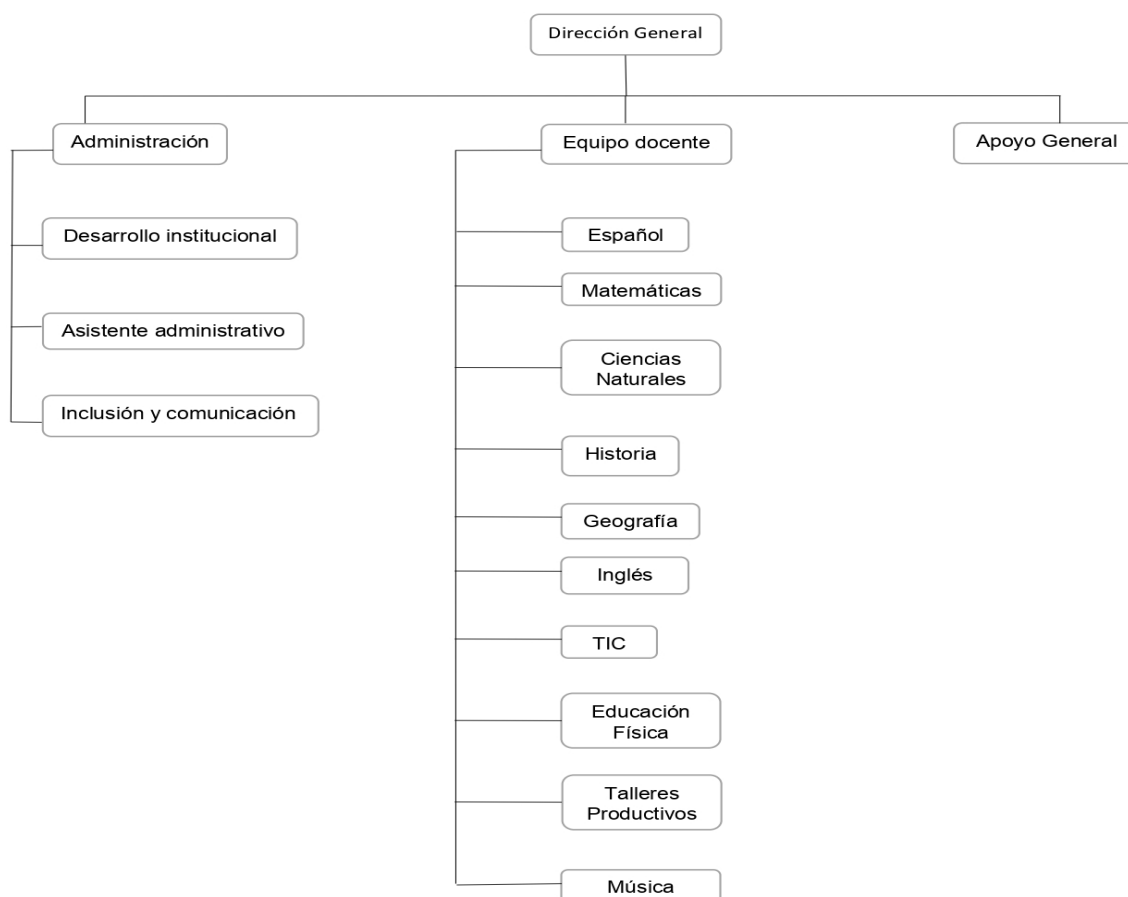 Dirección General
Administración
Equipo docente
Apoyo General
Desarrollo institucional
Asistente administrativo
Inclusión y comunicación
Español
Matemáticas
Ciencias
Naturales
Historia
Geografía
Inglés
TIC
Educación
Física
Talleres
Productivos
Música